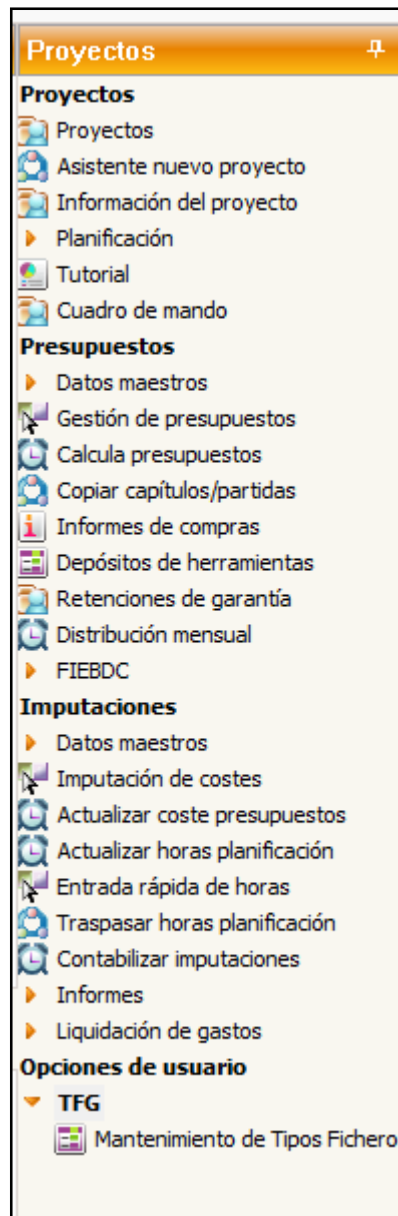 Proyectos
Proyectos
Proyectos
Asistente nuevo proyecto
Información del proyecto
Planificación
Tutorial
Cuadro de mando
Presupuestos
Datos maestros
Gestión de presupuestos
Calcula presupuestos
Copiar capítulos/partidas
Informes de compras
Depósitos de herramientas
Retenciones de garantía
Distribución mensual
FIEBDC
Imputaciones
Datos maestros
Imputación de costes
Actualizar coste presupuestos
Actualizar horas planificación
Entrada rápida de horas
Traspasar horas planificación
Contabilizar imputaciones
Informes
Liquidación de gastos
Opciones de usuario
TFG
Mantenimiento de Tipos Fichero